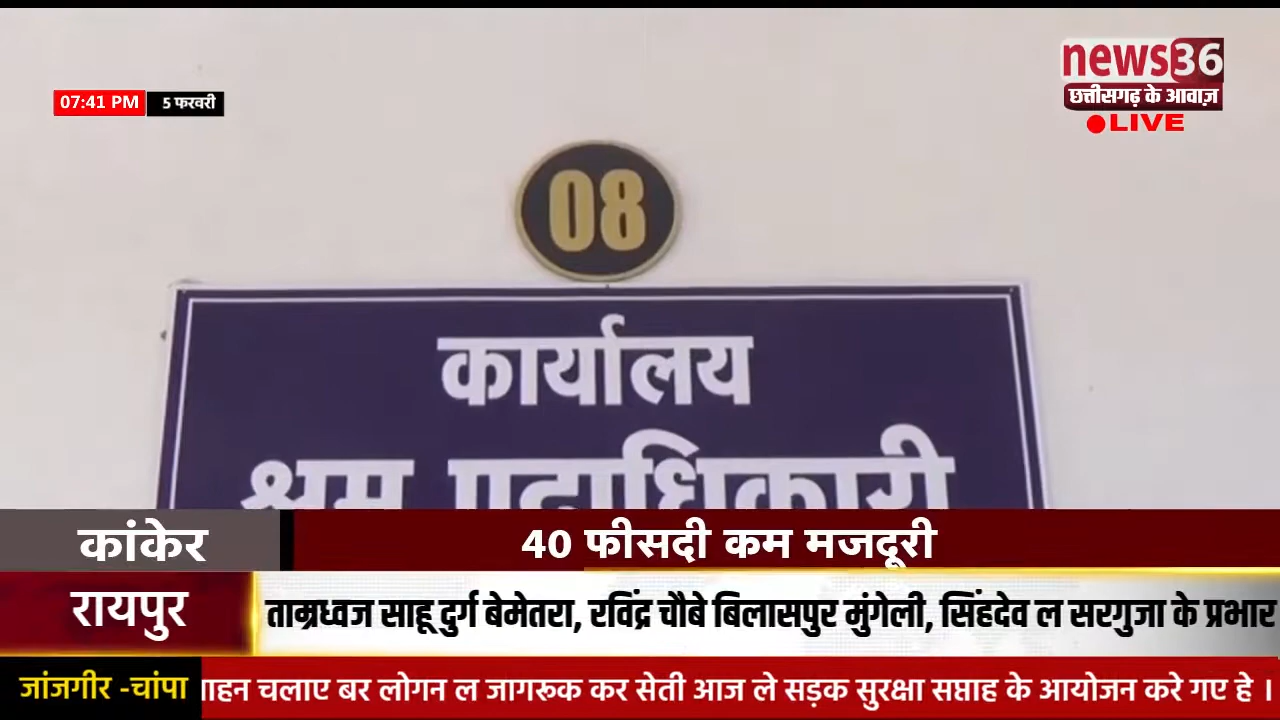 news36
07:41 PM 5 फरवरी
छत्तीसगढ़ के आवाज़
LIVE
08
कार्यालय
श्रम पदाधिकारी
कांकेर 40 फीसदी कम मजदूरी
रायपुर ताम्रध्वज साहू दुर्ग बेमेतरा, रविंद्र चौबे बिलासपुर मुंगेली, सिंहदेव ल सरगुजा के प्रभार
जांजगीर -चांपा चलाए बर लोगन ल जागरूक कर सेती आज ले सड़क सुरक्षा सप्ताह के आयोजन करे गए हे ।